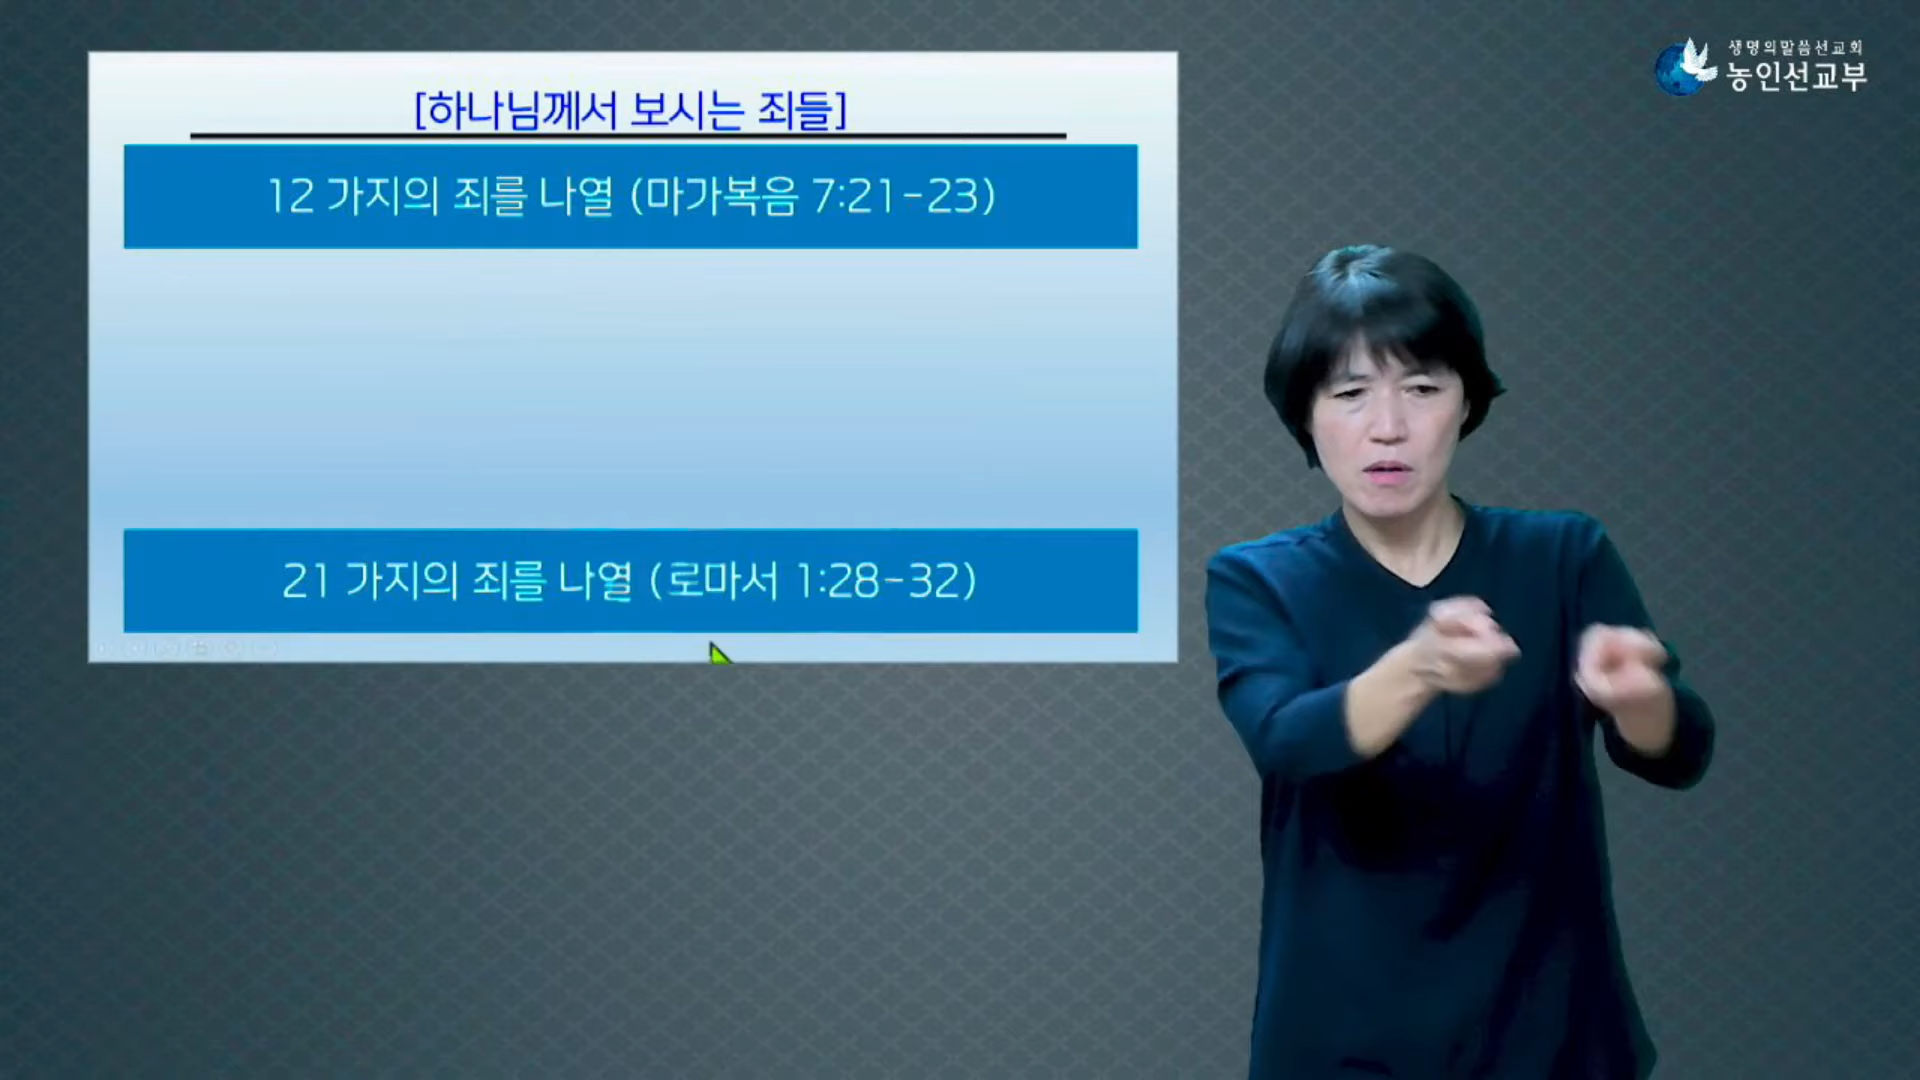 [하나님께서 보시는 죄들]
12 가지의 죄를 나열 (마가복음 7:21-23)
21 가지의 죄를 나열 (로마서 1:28-32)
생명의말씀선교회
농인선교부